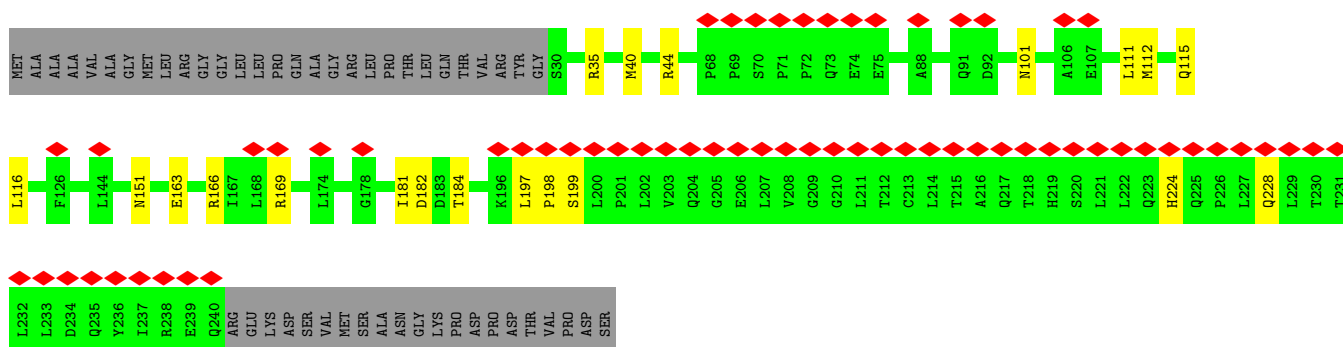 MET ALA ALA ALA VAL ALA GLY MET LEU ARG GLY GLY LEU LEU PRO GLN ALA GLY ARG LEU PRO THR LEU GLN THR VAL ARG TYR GLY S30 R35 M40 R44 P68 P69 S70 P71 P72 Q73 E74 E75 A88 Q91 D92 N101 A106 E107 L111 M112 Q115
L116 F126 L144 N151 E163 R166 I167 L168 R169 L174 G178 I181 D182 D183 T184 K196 L197 P198 S199 L200 P201 L202 V203 Q204 G205 E206 L207 V208 G209 G210 L211 T212 C213 L214 T215 A216 Q217 T218 H219 S220 L221 L222 Q223 H224 Q225 P226 L227 Q228 L229 T230 T231
L232 L233 D234 Q235 Y236 I237 R238 E239 Q240 ARG GLU LYS ASP SER VAL MET SER ALA ASN GLY LYS PRO ASP PRO ASP THR VAL PRO ASP SER